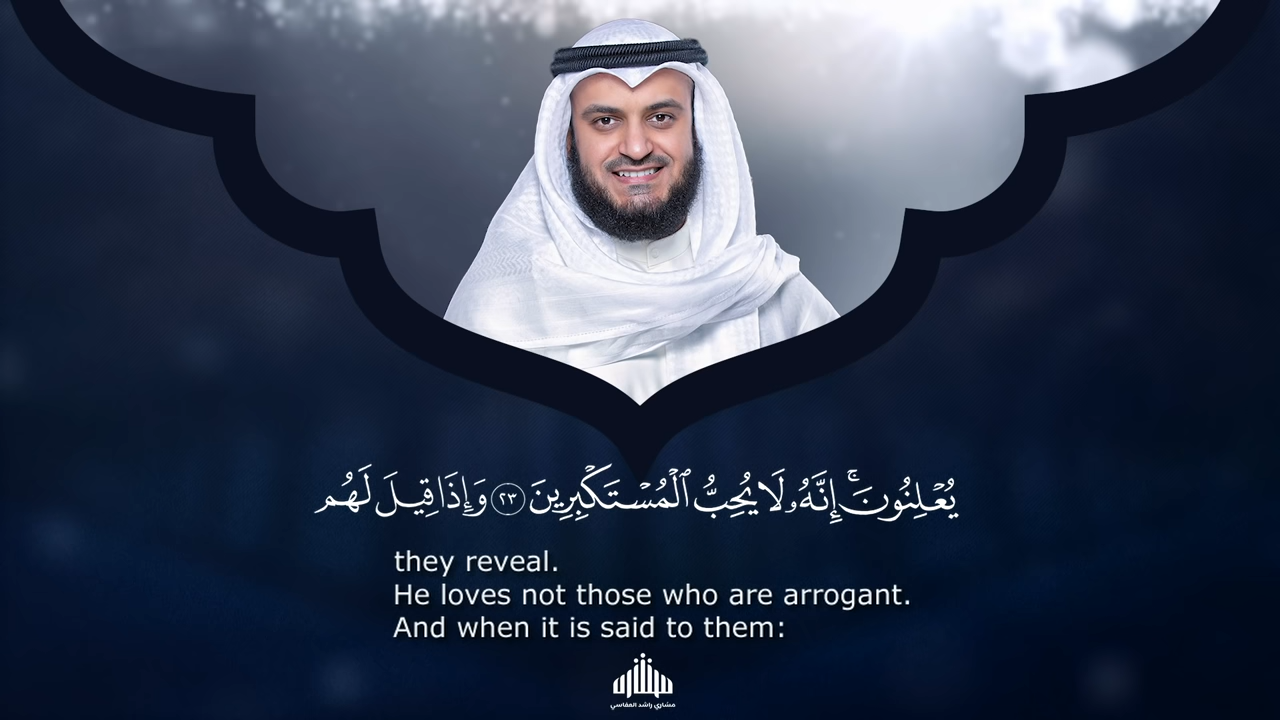 يُعْلِنُونَ ۚ إِنَّهُۥ لَا يُحِبُّ ٱلْمُسْتَكْبِرِينَ ٢٣ وَإِذَا قِيلَ لَهُم
they reveal.
He loves not those who are arrogant.
And when it is said to them:
مشاري راشد العفاسي